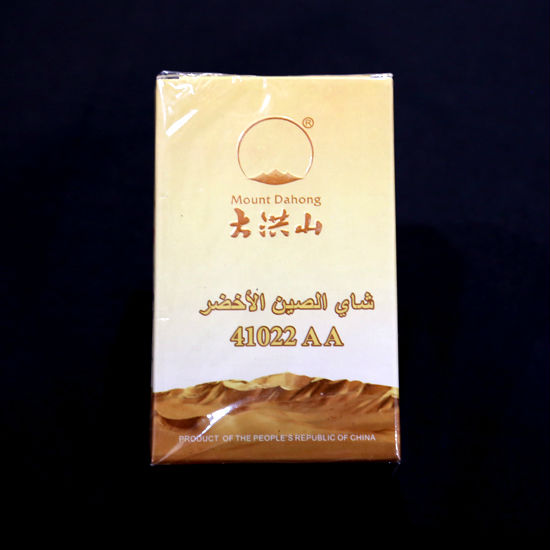 ®
Mount Dahong
大洪山
شاي الصين الأخضر
41022 AA
PRODUCT OF THE PEOPLE'S REPUBLIC OF CHINA